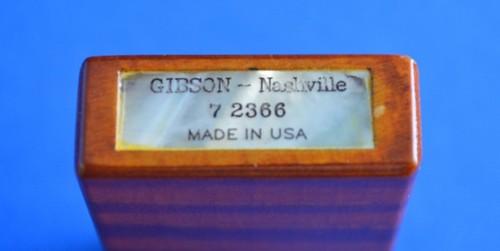 GIBSON -- Nashville
7 2366
MADE IN USA